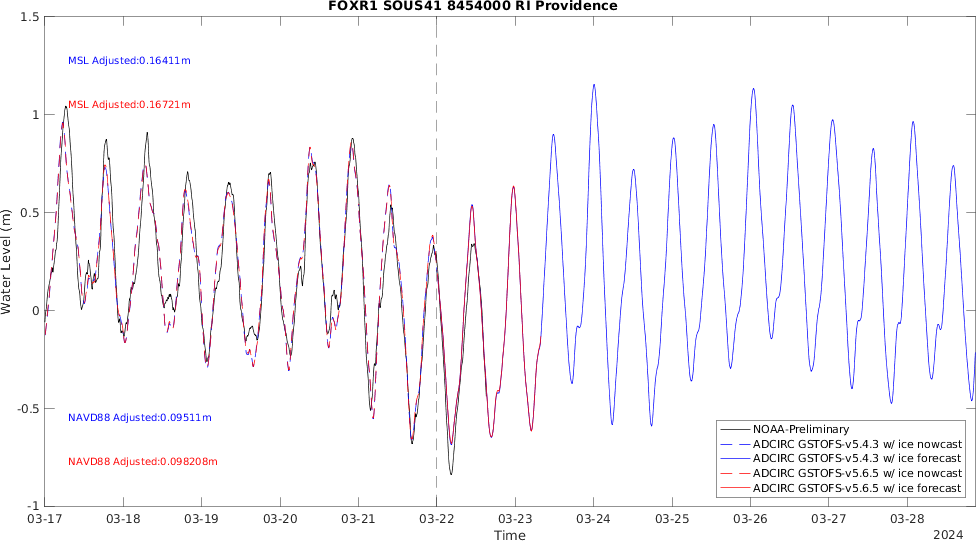 FOXR1 SOUS41 8454000 RI Providence
1.5
MSL Adjusted:0.16411m
MSL Adjusted:0.16721m
1
0.5
Water Level (m)
0
-0.5
NAVD88 Adjusted:0.09511m
NAVD88 Adjusted:0.098208m
NOAA-Preliminary
ADCIRC GSTOFS-v5.4.3 w/ ice nowcast
ADCIRC GSTOFS-v5.4.3 w/ ice forecast
ADCIRC GSTOFS-v5.6.5 w/ ice nowcast
ADCIRC GSTOFS-v5.6.5 w/ ice forecast
-1
03-17 03-18 03-19 03-20 03-21 03-22 03-23 03-24 03-25 03-26 03-27 03-28
Time
2024